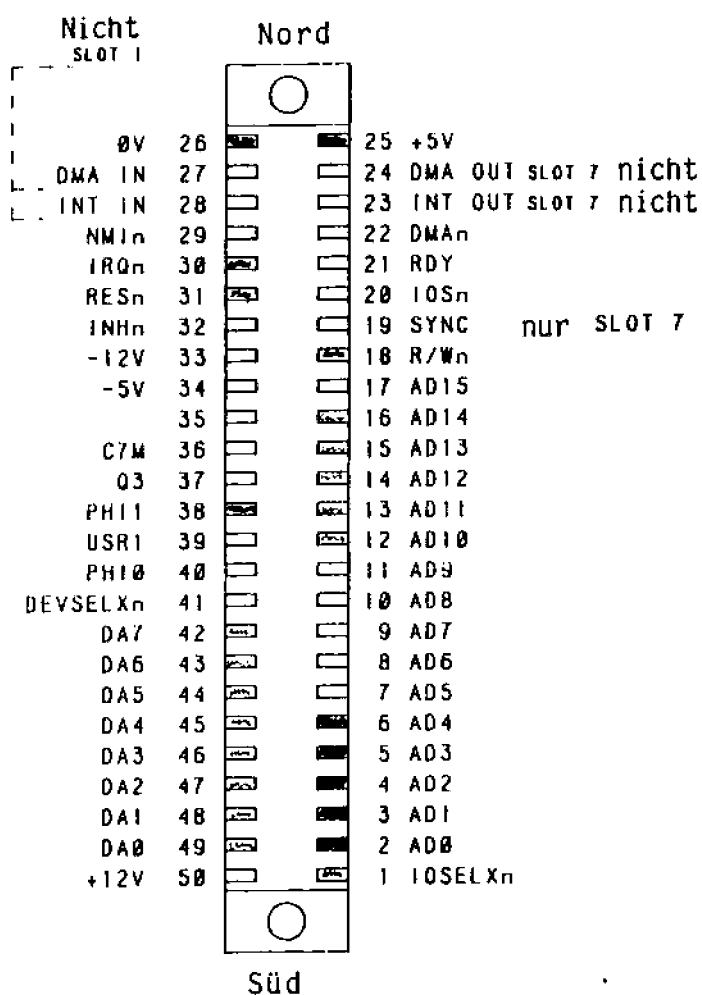 Nicht
SLOT 1
Nord
0V 26 25 +5V
DMA IN 27 24 DMA OUT SLOT 7 nicht
INT IN 28 23 INT OUT SLOT 7 nicht
NMIn 29 22 DMAn
IRQn 30 21 RDY
RESn 31 20 IOSn
INHn 32 19 SYNC nur SLOT 7
-12V 33 18 R/Wn
-5V 34 17 AD15
35 16 AD14
C7M 36 15 AD13
Q3 37 14 AD12
PHI1 38 13 AD11
USR1 39 12 AD10
PHI0 40 11 AD9
DEVSELXn 41 10 AD8
DA7 42 9 AD7
DA6 43 8 AD6
DA5 44 7 AD5
DA4 45 6 AD4
DA3 46 5 AD3
DA2 47 4 AD2
DA1 48 3 AD1
DA0 49 2 AD0
+12V 50 1 IOSELXn
Süd